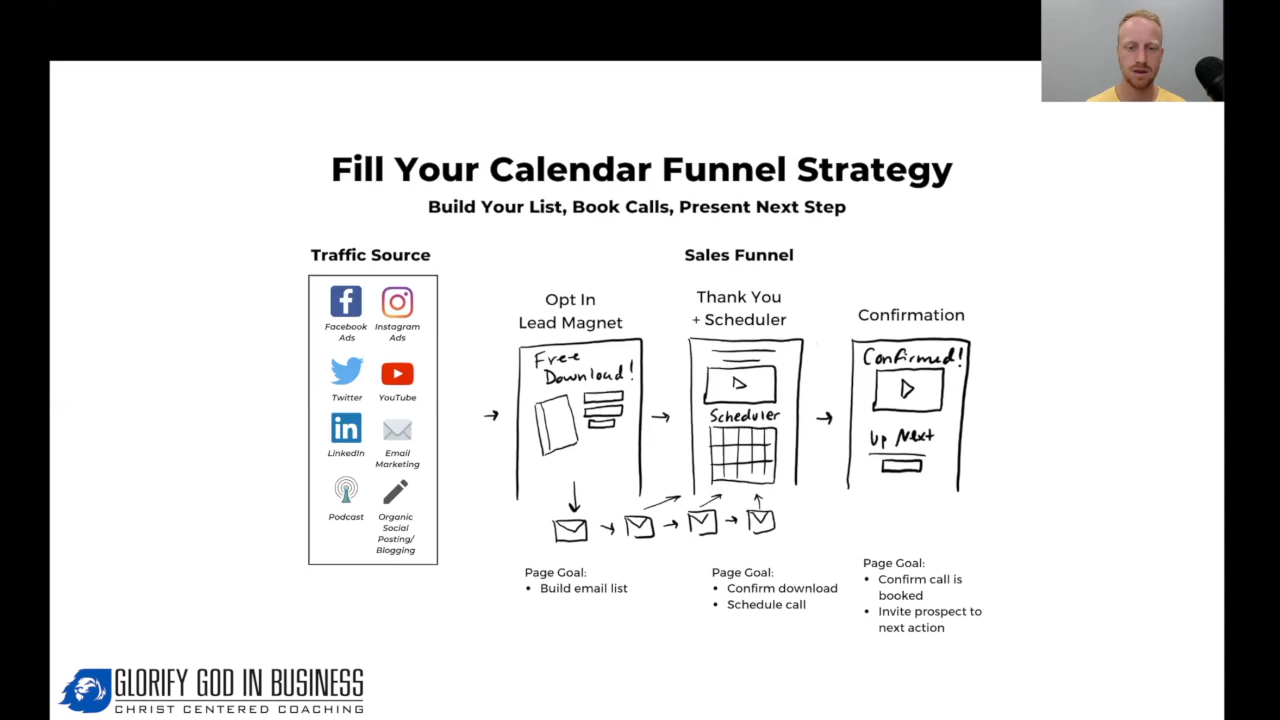 Fill Your Calendar Funnel Strategy
Build Your List, Book Calls, Present Next Step
Traffic Source
Facebook
Ads
Instagram
Ads
Twitter
YouTube
LinkedIn
Email
Marketing
Podcast
Organic
Social
Posting/
Blogging
Sales Funnel
Opt In
Lead Magnet
Free
Download!
Page Goal:
• Build email list
Thank You
+ Scheduler
Scheduler
Page Goal:
• Confirm download
• Schedule call
Confirmation
Confirmed!
Up Next
Page Goal:
• Confirm call is
booked
• Invite prospect to
next action
GLORIFY GOD IN BUSINESS
CHRIST CENTERED COACHING